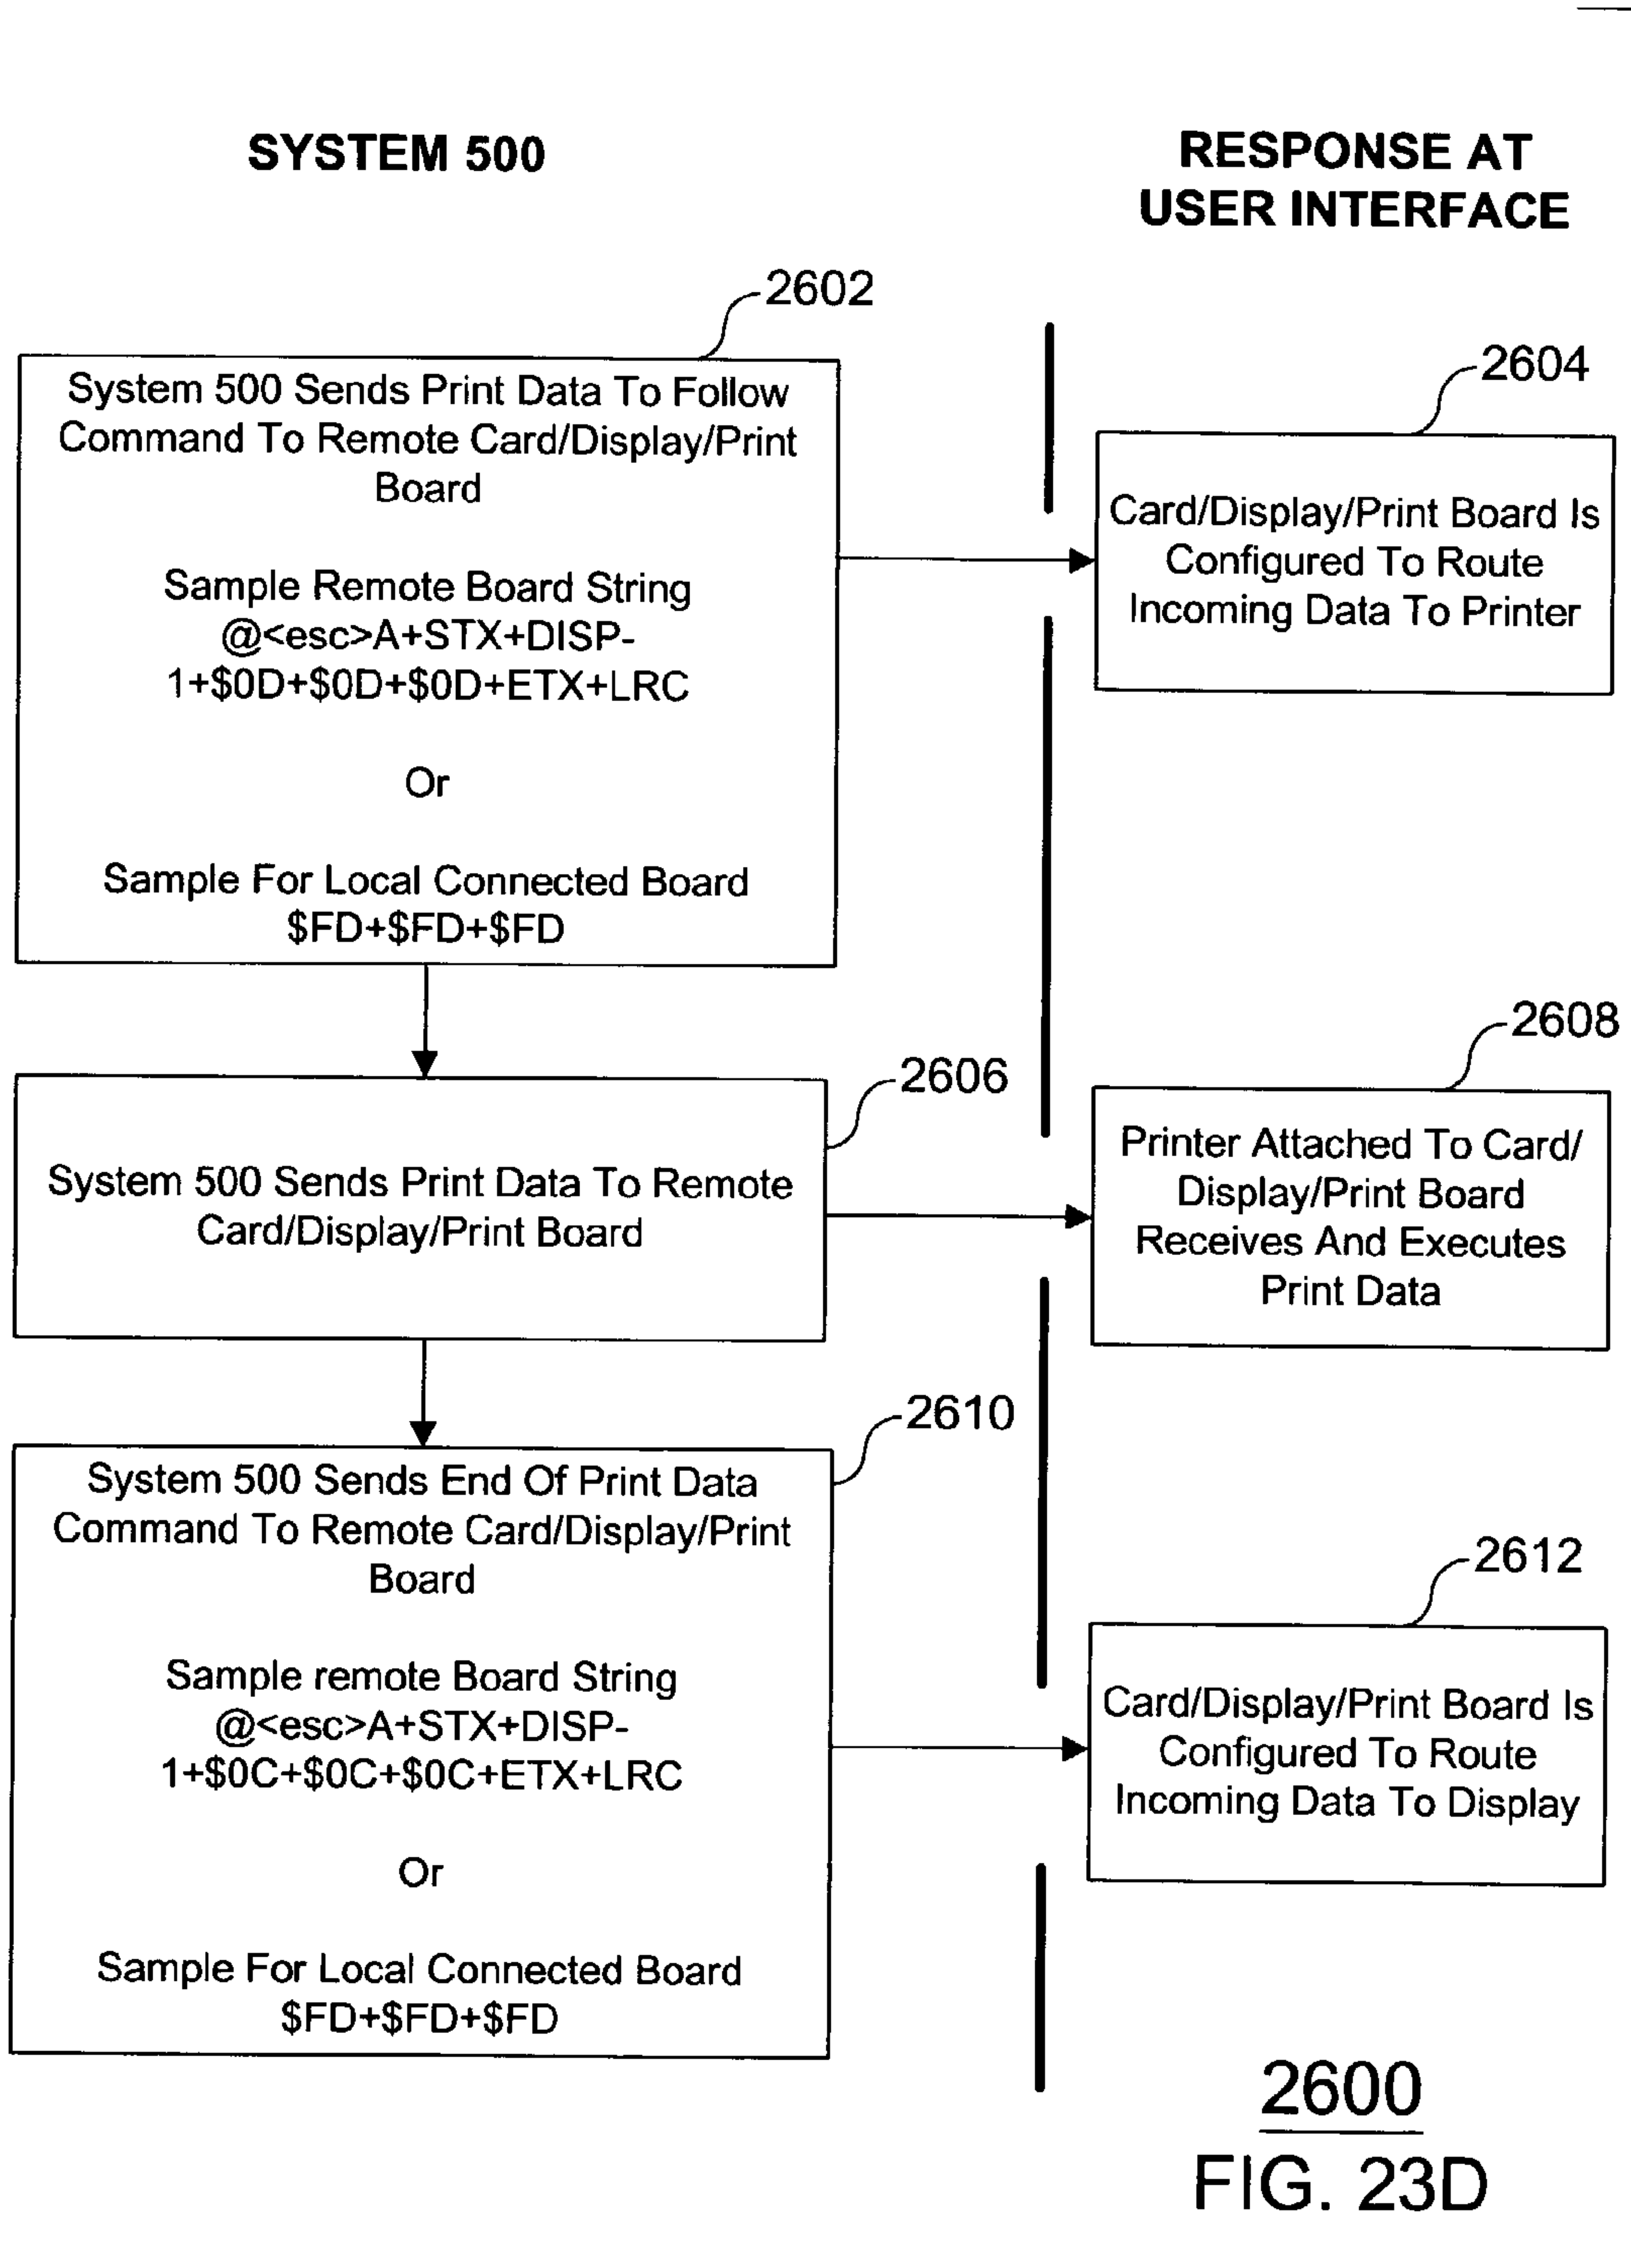 SYSTEM 500
RESPONSE AT
USER INTERFACE
2602
System 500 Sends Print Data To Follow
Command To Remote Card/Display/Print
Board
Sample Remote Board String
@<esc>A+STX+DISP-
1+$0D+$0D+$0D+ETX+LRC
Or
Sample For Local Connected Board
$FD+$FD+$FD
2604
Card/Display/Print Board Is
Configured To Route
Incoming Data To Printer
2606
System 500 Sends Print Data To Remote
Card/Display/Print Board
2608
Printer Attached To Card/
Display/Print Board
Receives And Executes
Print Data
2610
System 500 Sends End Of Print Data
Command To Remote Card/Display/Print
Board
Sample remote Board String
@<esc>A+STX+DISP-
1+$0C+$0C+$0C+ETX+LRC
Or
Sample For Local Connected Board
$FD+$FD+$FD
2612
Card/Display/Print Board Is
Configured To Route
Incoming Data To Display
2600
FIG. 23D